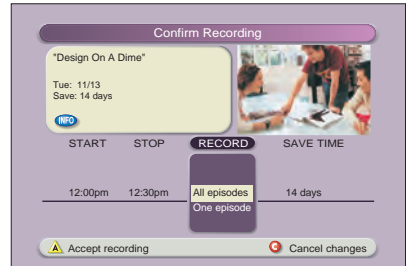 Confirm Recording
"Design On A Dime"
Tue: 11/13
Save: 14 days
INFO
START STOP RECORD SAVE TIME
12:00pm 12:30pm All episodes 14 days
One episode
A Accept recording C Cancel changes